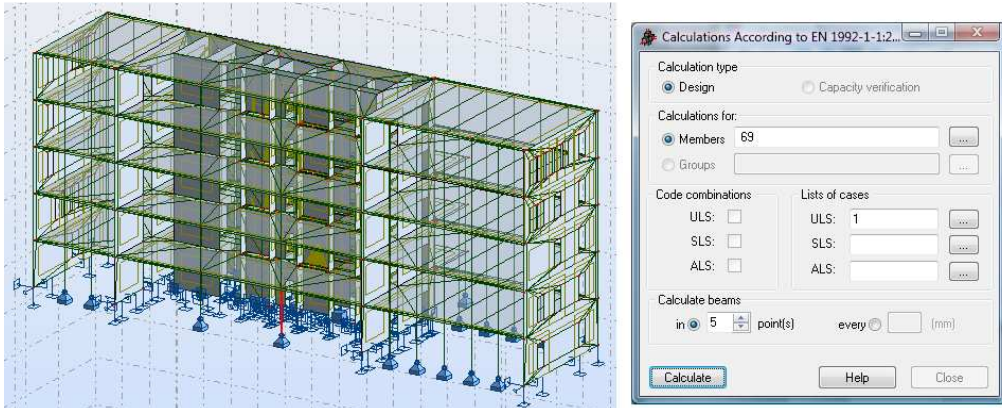 Calculations According to EN 1992-1-1:2...
Calculation type
Design
Capacity verification
Calculations for:
Members 69 ...
Groups ...
Code combinations
ULS:
SLS:
ALS:
Lists of cases
ULS: 1 ...
SLS: ...
ALS: ...
Calculate beams
in 5 point(s) every (mm)
Calculate Help Close